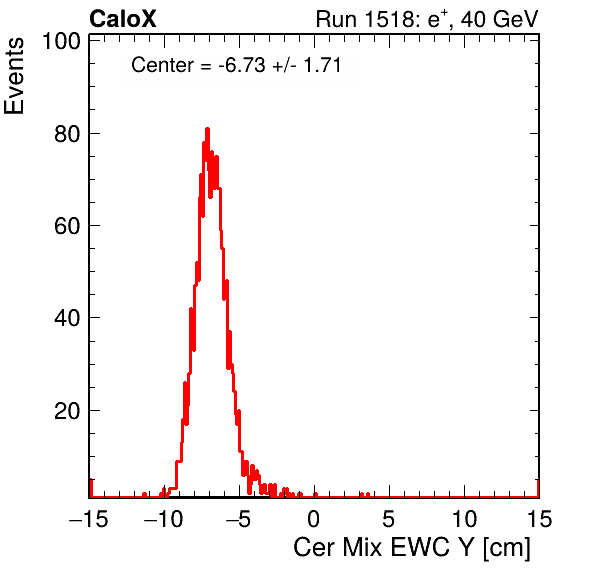 CaloX Run 1518: e+, 40 GeV
Center = -6.73 +/- 1.71
Events
100
80
60
40
20
−15 −10 −5 0 5 10 15
Cer Mix EWC Y [cm]